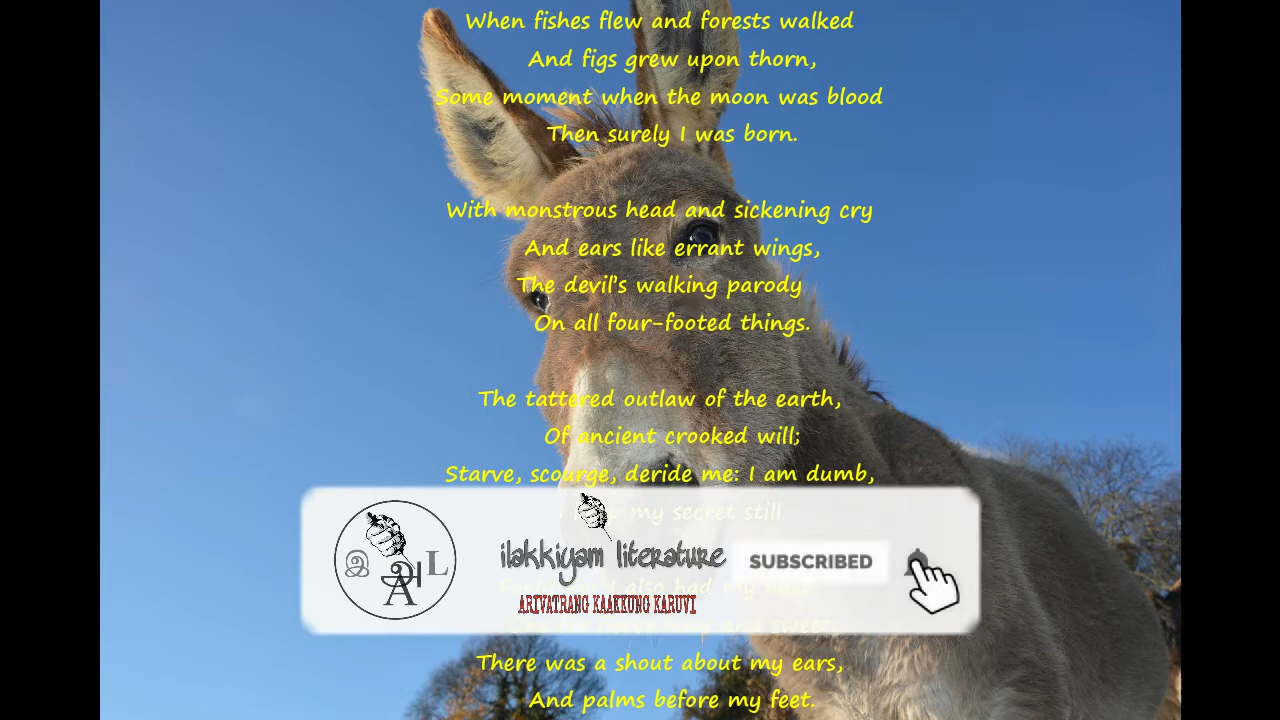 When fishes flew and forests walked
And figs grew upon thorn,
Some moment when the moon was blood
Then surely I was born.
With monstrous head and sickening cry
And ears like errant wings,
The devil's walking parody
On all four-footed things.
The tattered outlaw of the earth,
Of ancient crooked will;
Starve, scourge, deride me: I am dumb,
I my secret still.
இ அ A L
ilakkiyam literature
SUBSCRIBED
ARIVATRANG KAAKKUNG KARUVI
I also had my
There was a shout about my ears,
And palms before my feet.